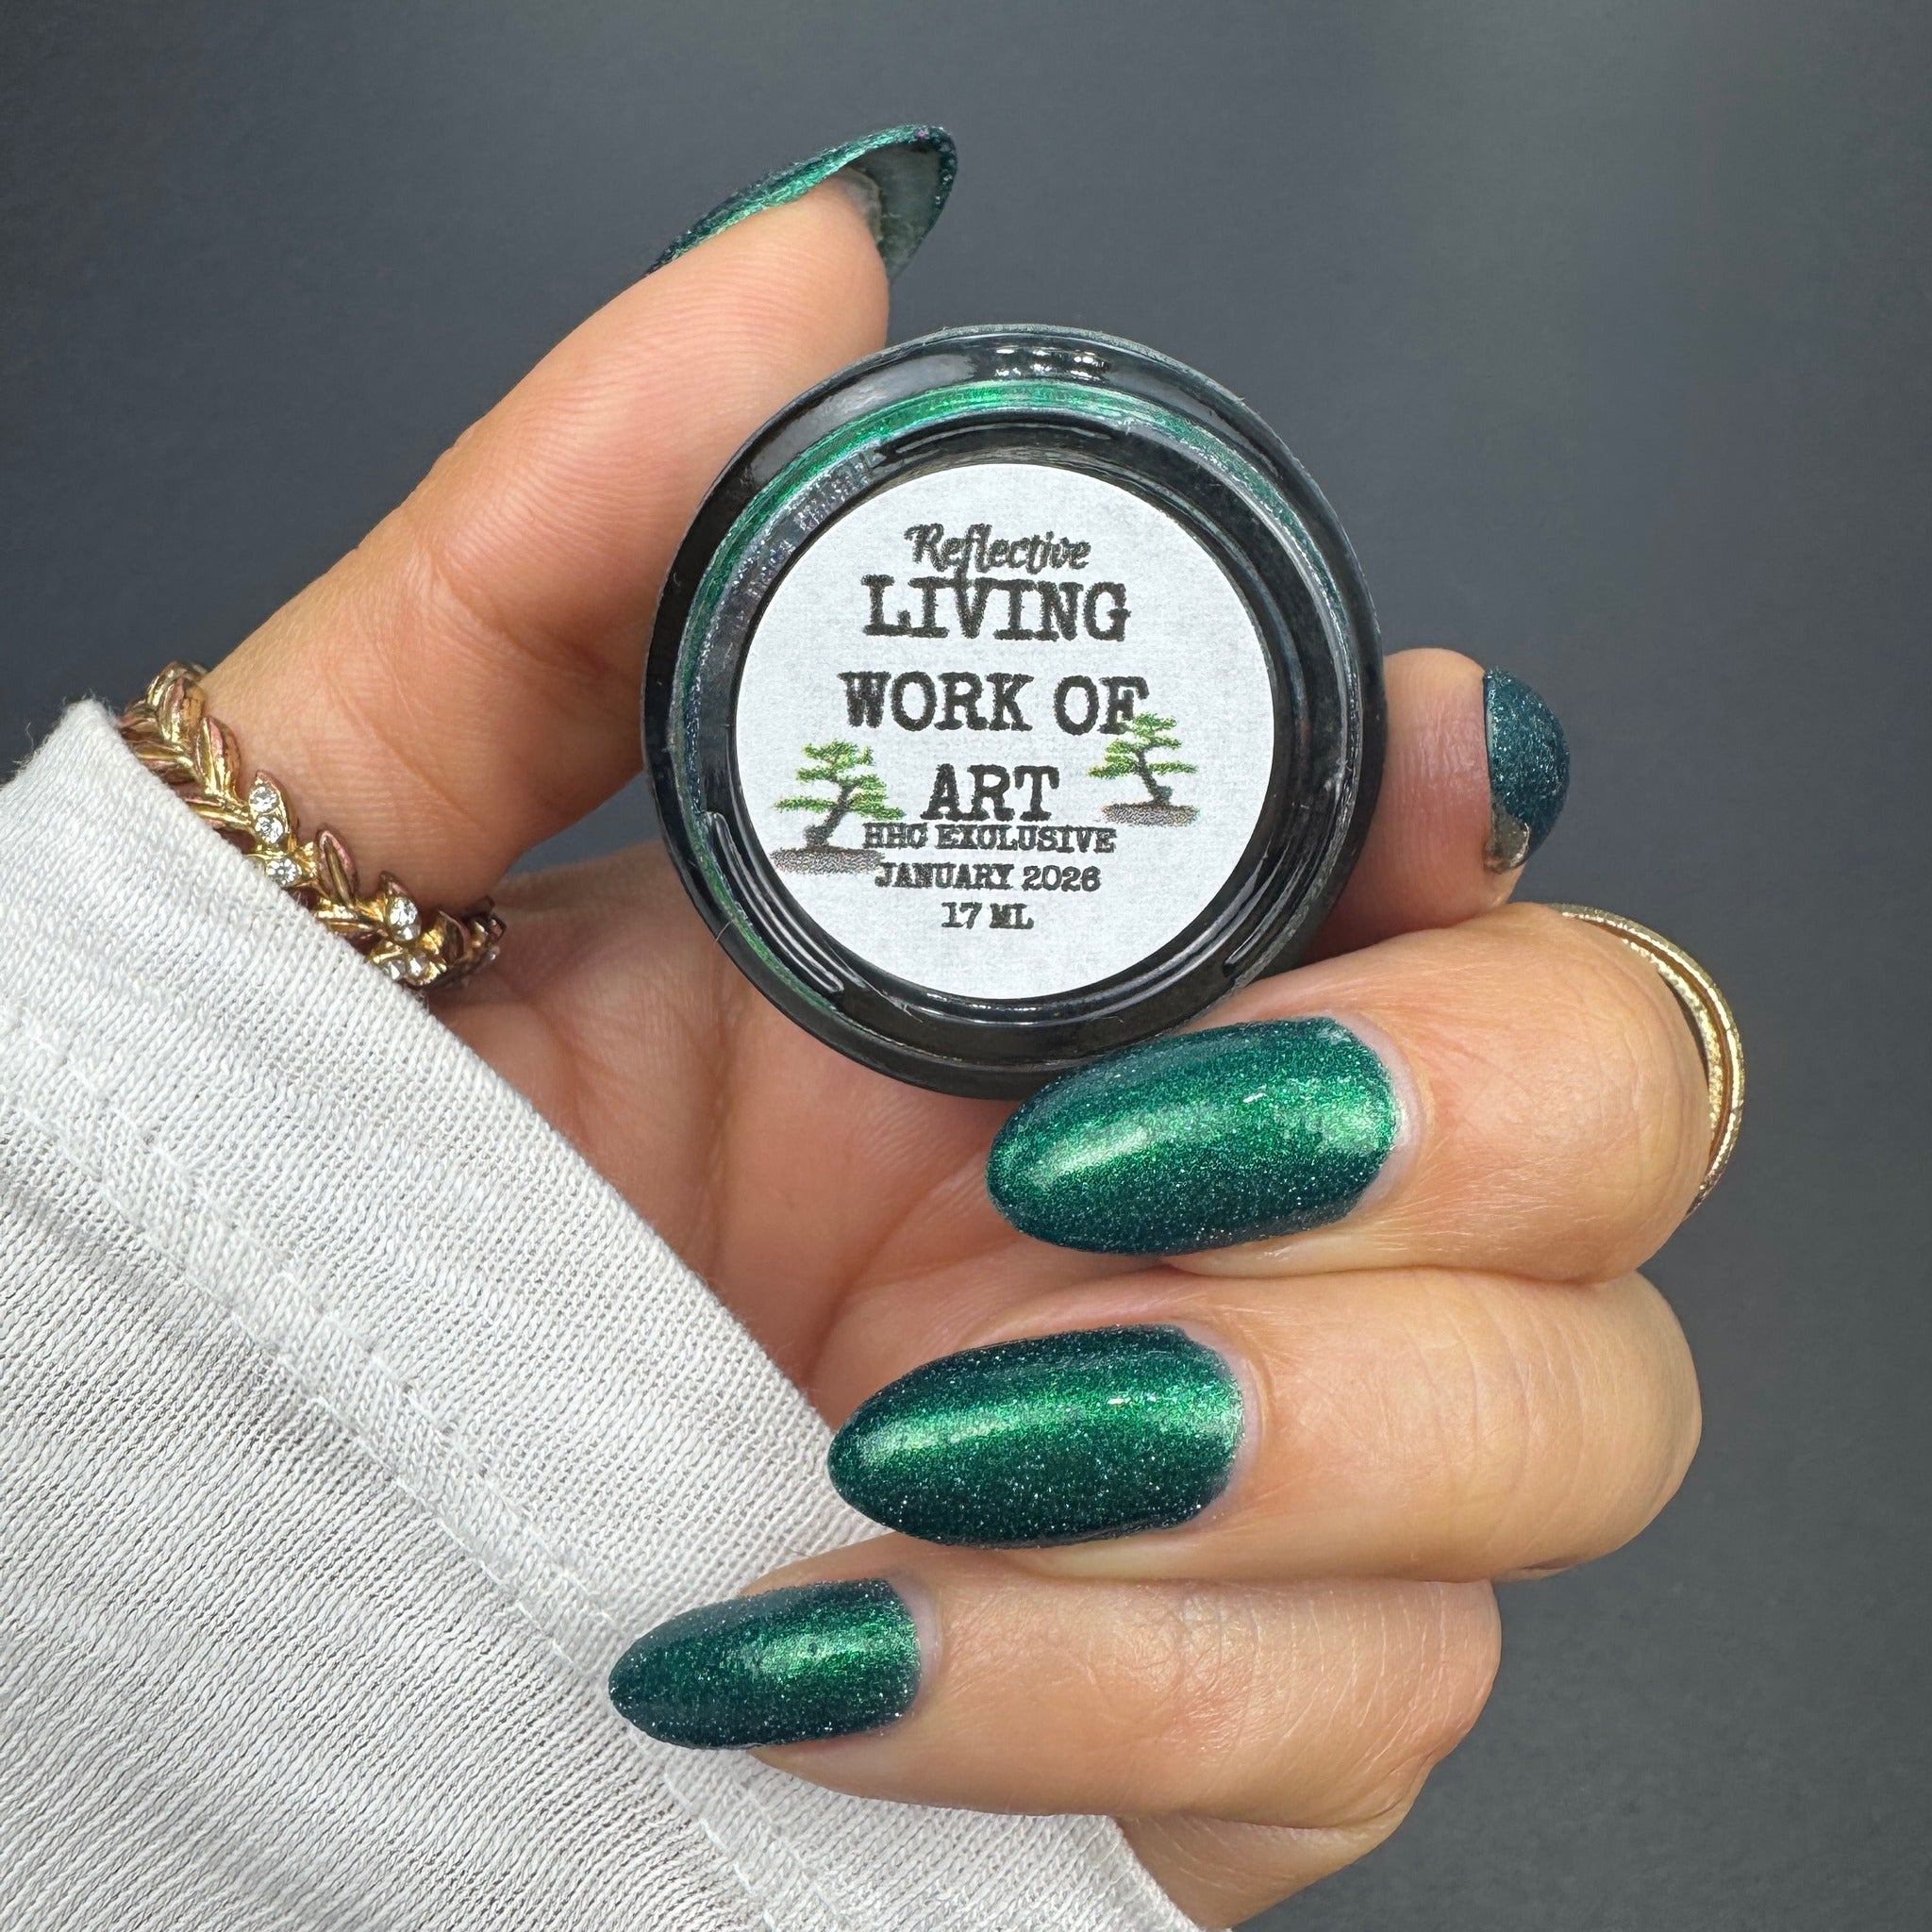 Reflective
LIVING
WORK OF
ART
HHC EXCLUSIVE
JANUARY 2026
17 ML